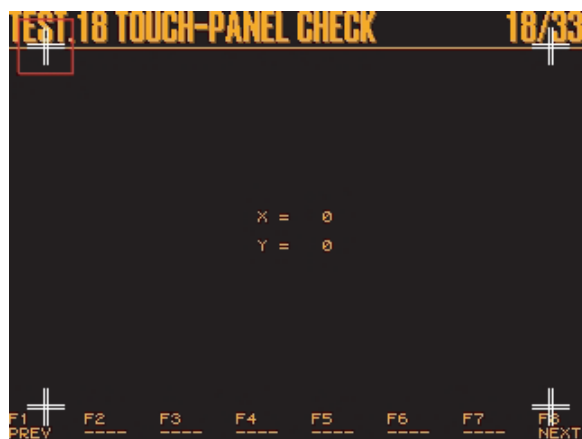 TEST.18 TOUCH-PANEL CHECK 18/33
X = 0
Y = 0
F1 F2 F3 F4 F5 F6 F7 F8
PREV ---- ---- ---- ---- ---- ---- NEXT